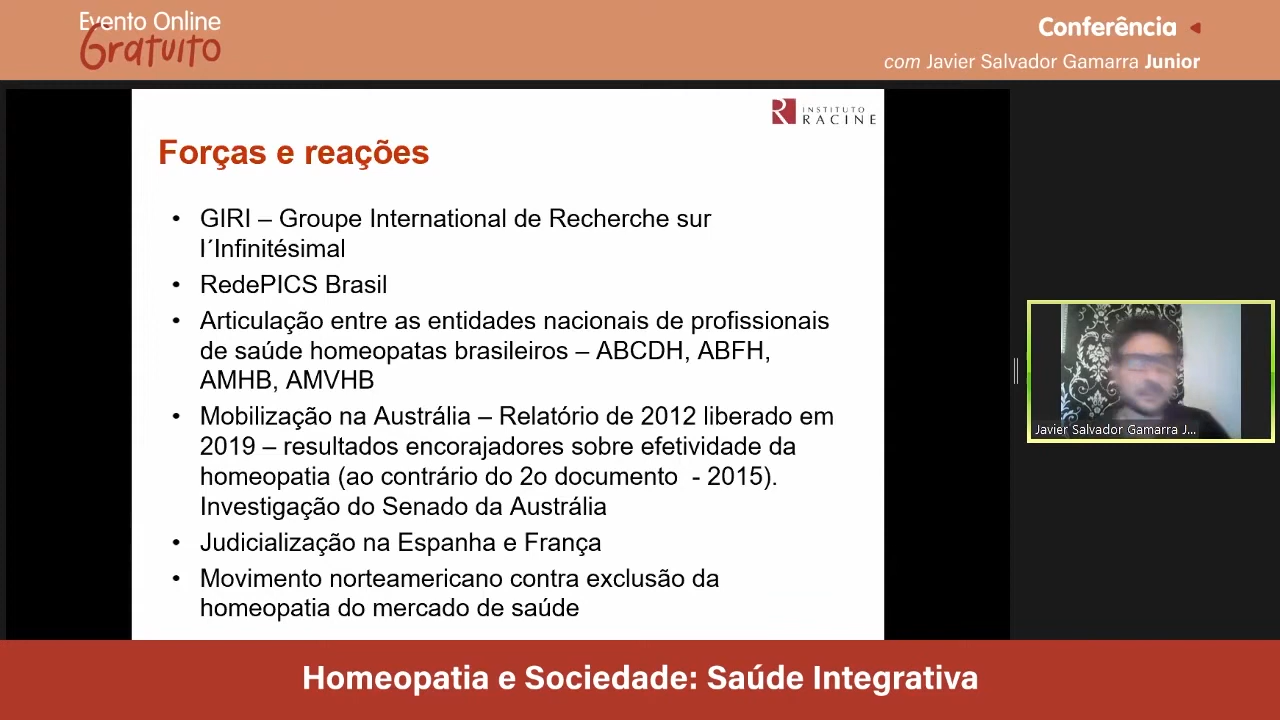 Evento Online
Gratuito
Conferência
com Javier Salvador Gamarra Junior
R INSTITUTO
RACINE
Forças e reações
• GIRI – Groupe International de Recherche sur
l´Infinitésimal
• RedePICS Brasil
• Articulação entre as entidades nacionais de profissionais
de saúde homeopatas brasileiros – ABCDH, ABFH,
AMHB, AMVHB
• Mobilização na Austrália – Relatório de 2012 liberado em
2019 – resultados encorajadores sobre efetividade da
homeopatia (ao contrário do 2o documento  - 2015).
Investigação do Senado da Austrália
• Judicialização na Espanha e França
• Movimento norteamericano contra exclusão da
homeopatia do mercado de saúde
Javier Salvador Gamarra J...
Homeopatia e Sociedade: Saúde Integrativa